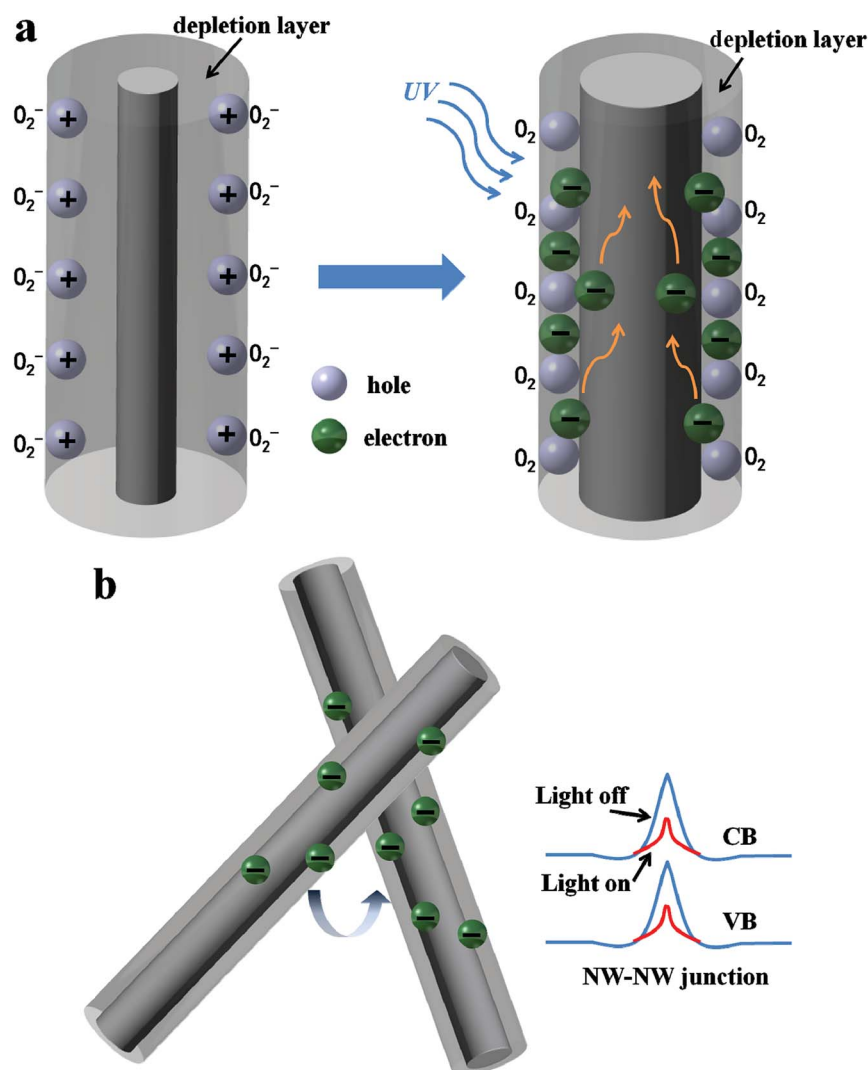 a
depletion layer
O₂⁻ + + O₂⁻
O₂⁻ + + O₂⁻
O₂⁻ + + O₂⁻
O₂⁻ + + O₂⁻
O₂⁻ + + O₂⁻
hole
electron
depletion layer
UV
O₂ O₂
− −
O₂ O₂
− −
O₂ − − O₂
− −
O₂ O₂
− −
O₂ O₂
b
−
−
−
−
−
−
−
−
−
Light off
CB
Light on
VB
NW-NW junction